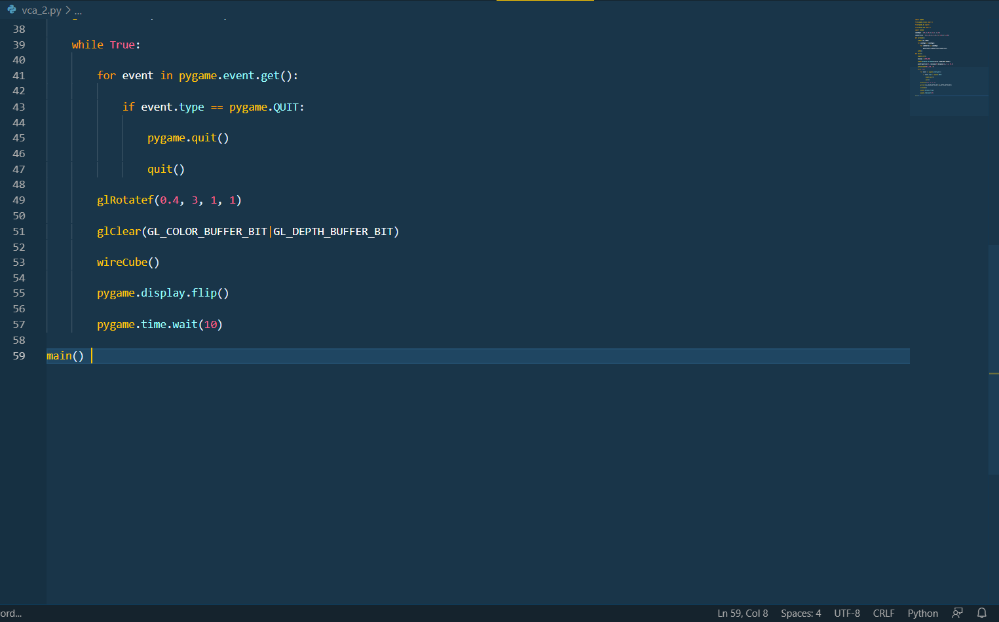 vca_2.py > ...
38
39 while True:
40
41 for event in pygame.event.get():
42
43 if event.type == pygame.QUIT:
44
45 pygame.quit()
46
47 quit()
48
49 glRotatef(0.4, 3, 1, 1)
50
51 glClear(GL_COLOR_BUFFER_BIT|GL_DEPTH_BUFFER_BIT)
52
53 wireCube()
54
55 pygame.display.flip()
56
57 pygame.time.wait(10)
58
59 main()
ord... Ln 59, Col 8 Spaces: 4 UTF-8 CRLF Python